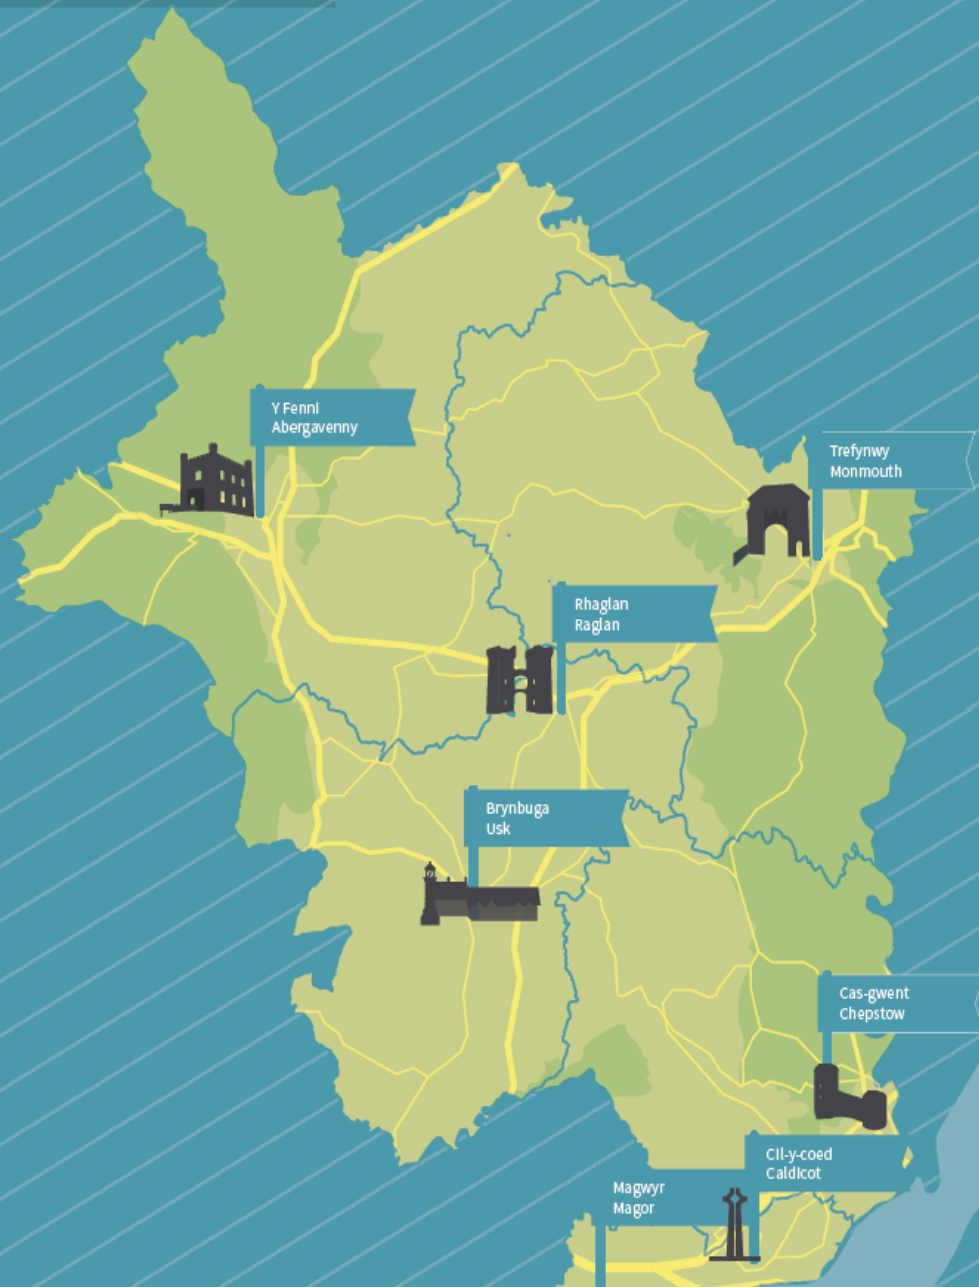 Y Fenni
Abergavenny
Trefynwy
Monmouth
Rhaglan
Raglan
Brynbuga
Usk
Cas-gwent
Chepstow
Cil-y-coed
Caldicot
Magwyr
Magor